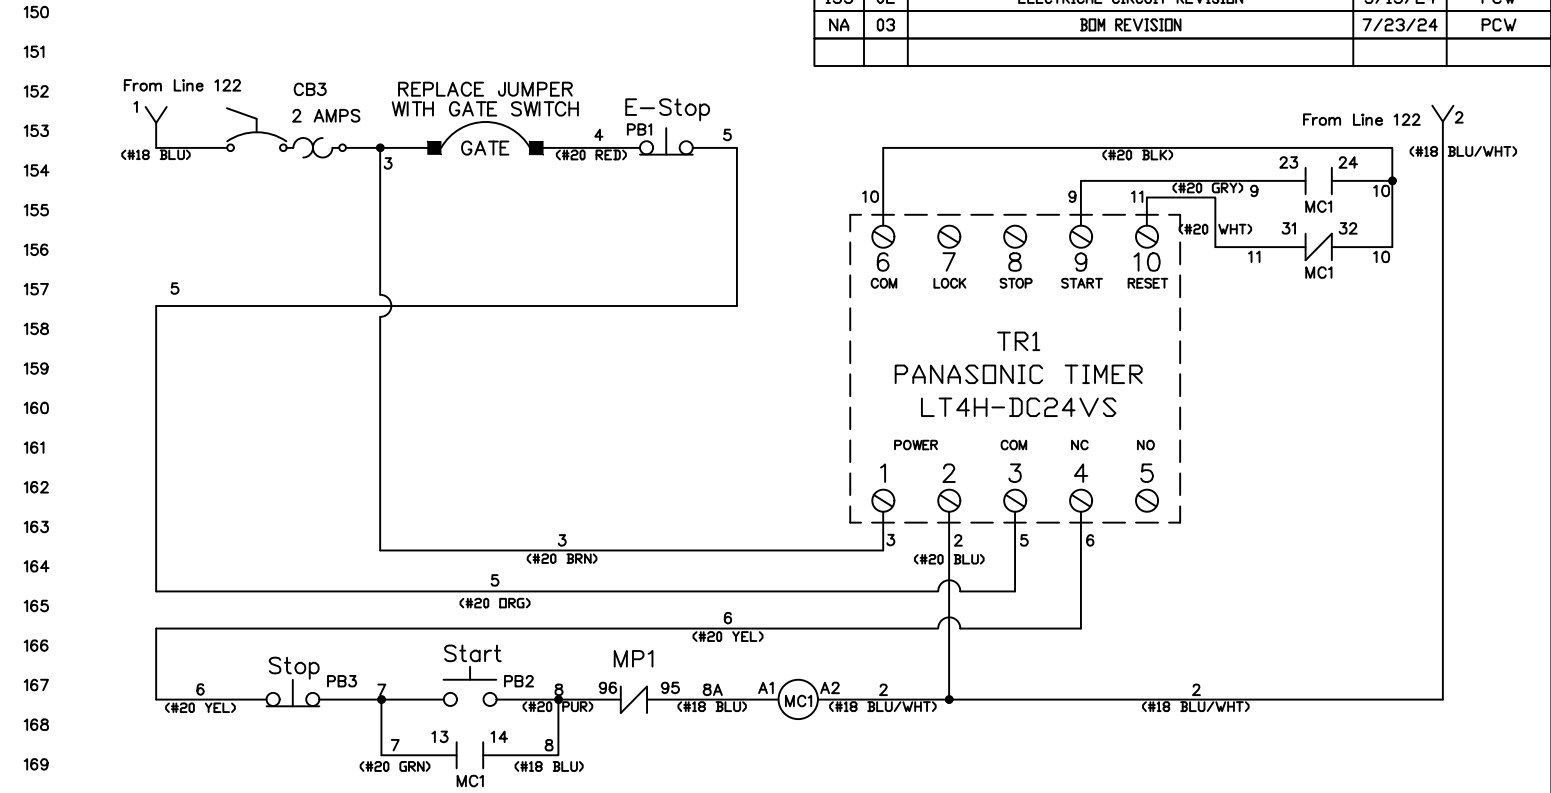 150
ISS 02 ELECTRICAL CIRCUIT REVISION PCW
NA 03 BOM REVISION 7/23/24 PCW
151
152
From Line 122
1
(#18 BLU)
CB3
2 AMPS
REPLACE JUMPER
WITH GATE SWITCH
GATE
3
4
(#20 RED)
E-Stop
PB1
5
From Line 122
2
(#18 BLU/WHT)
153
(#20 BLK)
154
23 24
(#20 GRY) 9
MC1
10
155
10
9
11
(#20 WHT)
31 32
11
MC1
10
156
6 7 8 9 10
COM LOCK STOP START RESET
157
5
158
TR1
159
PANASONIC TIMER
160
LT4H-DC24VS
161
POWER COM NC NO
162
1 2 3 4 5
163
3
(#20 BRN)
3
2
(#20 BLU)
5
6
164
5
(#20 ORG)
165
6
(#20 YEL)
166
Stop
PB3
Start
PB2
MP1
167
6
(#20 YEL)
7
8
(#20 PUR)
96 95
8A
(#18 BLU)
A1
MC1
A2
2
(#18 BLU/WHT)
2
(#18 BLU/WHT)
168
7
(#20 GRN)
13 14
MC1
8
(#18 BLU)
169